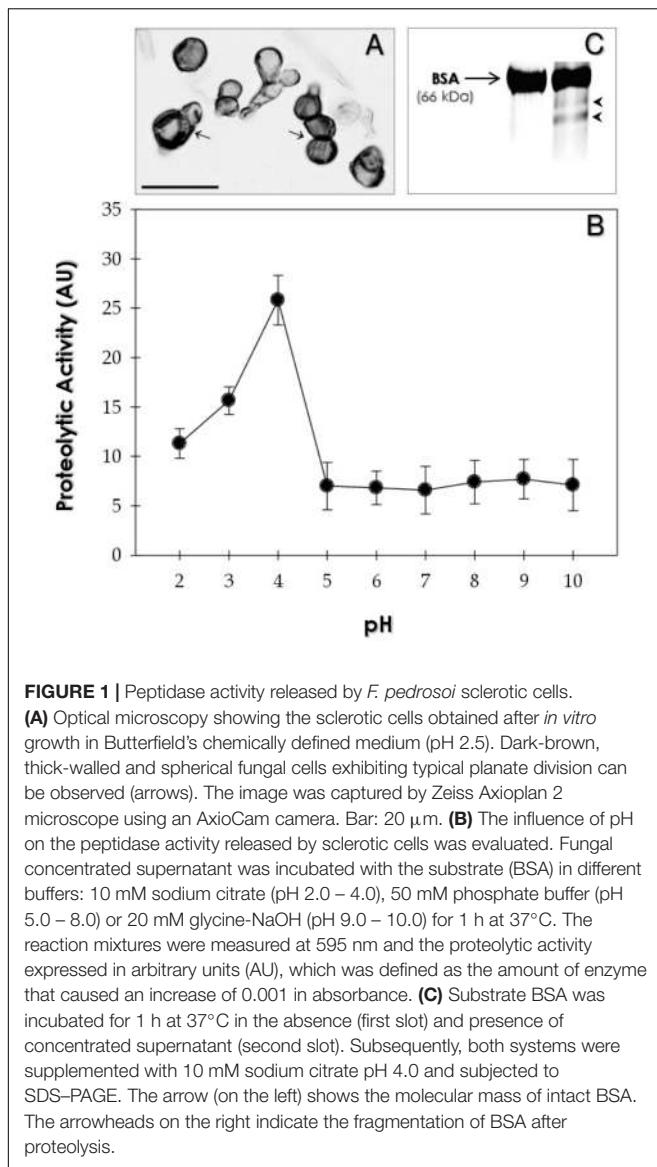 A
C
BSA
(66 kDa)
B
35
30
25
20
15
10
5
0
Proteolytic Activity (AU)
2 3 4 5 6 7 8 9 10
pH
FIGURE 1 | Peptidase activity released by F. pedrosoi sclerotic cells.
(A) Optical microscopy showing the sclerotic cells obtained after in vitro
growth in Butterfield's chemically defined medium (pH 2.5). Dark-brown,
thick-walled and spherical fungal cells exhibiting typical planate division can
be observed (arrows). The image was captured by Zeiss Axioplan 2
microscope using an AxioCam camera. Bar: 20 μm. (B) The influence of pH
on the peptidase activity released by sclerotic cells was evaluated. Fungal
concentrated supernatant was incubated with the substrate (BSA) in different
buffers: 10 mM sodium citrate (pH 2.0 – 4.0), 50 mM phosphate buffer (pH
5.0 – 8.0) or 20 mM glycine-NaOH (pH 9.0 – 10.0) for 1 h at 37°C. The
reaction mixtures were measured at 595 nm and the proteolytic activity
expressed in arbitrary units (AU), which was defined as the amount of enzyme
that caused an increase of 0.001 in absorbance. (C) Substrate BSA was
incubated for 1 h at 37°C in the absence (first slot) and presence of
concentrated supernatant (second slot). Subsequently, both systems were
supplemented with 10 mM sodium citrate pH 4.0 and subjected to
SDS–PAGE. The arrow (on the left) shows the molecular mass of intact BSA.
The arrowheads on the right indicate the fragmentation of BSA after
proteolysis.